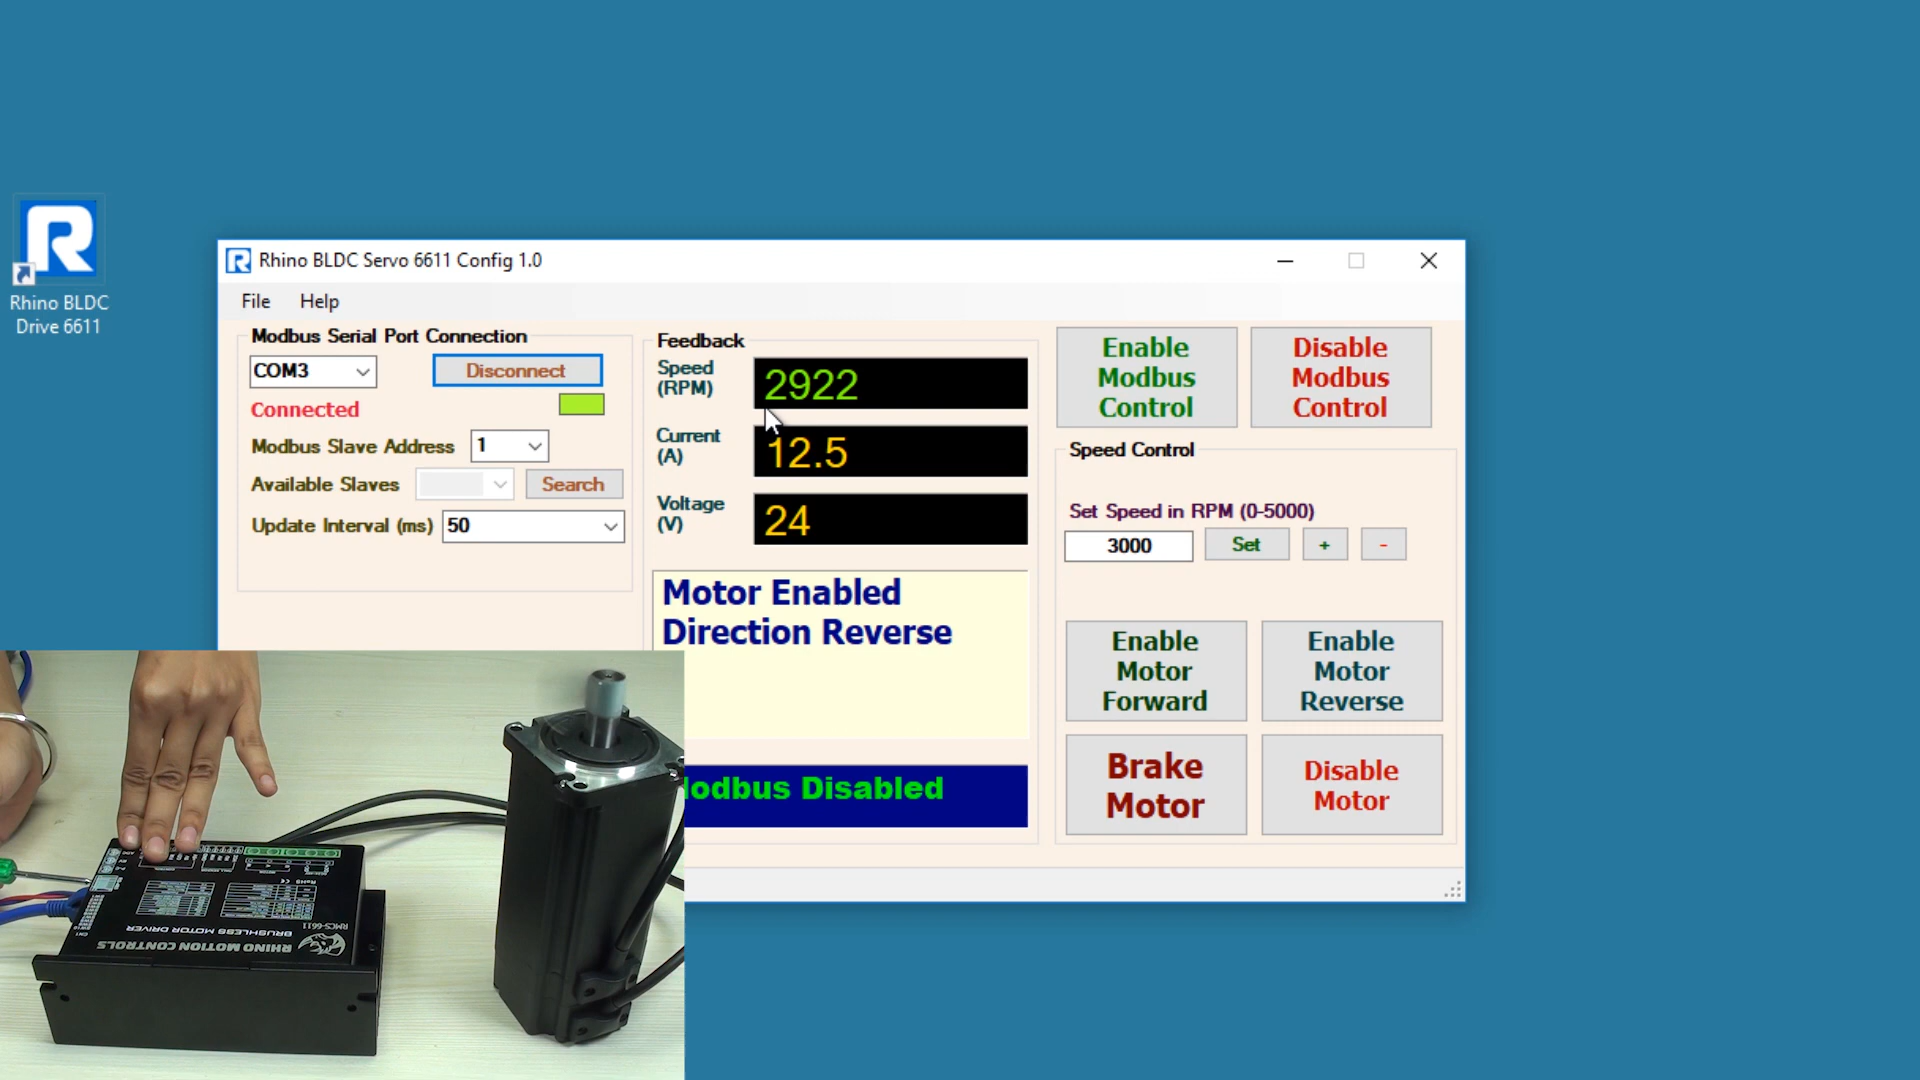 Rhino BLDC
Drive 6611
Rhino BLDC Servo 6611 Config 1.0
File Help
Modbus Serial Port Connection
COM3
Disconnect
Connected
Modbus Slave Address
1
Available Slaves
Search
Update Interval (ms)
50
Feedback
Speed
(RPM)
2922
Current
(A)
12.5
Voltage
(V)
24
Motor Enabled
Direction Reverse
odbus Disabled
Enable
Modbus
Control
Disable
Modbus
Control
Speed Control
Set Speed in RPM (0-5000)
3000
Set
+
-
Enable
Motor
Forward
Enable
Motor
Reverse
Brake
Motor
Disable
Motor
RMCS-6611
BRUSHLESS MOTOR DRIVER
RHINO MOTION CONTROLS